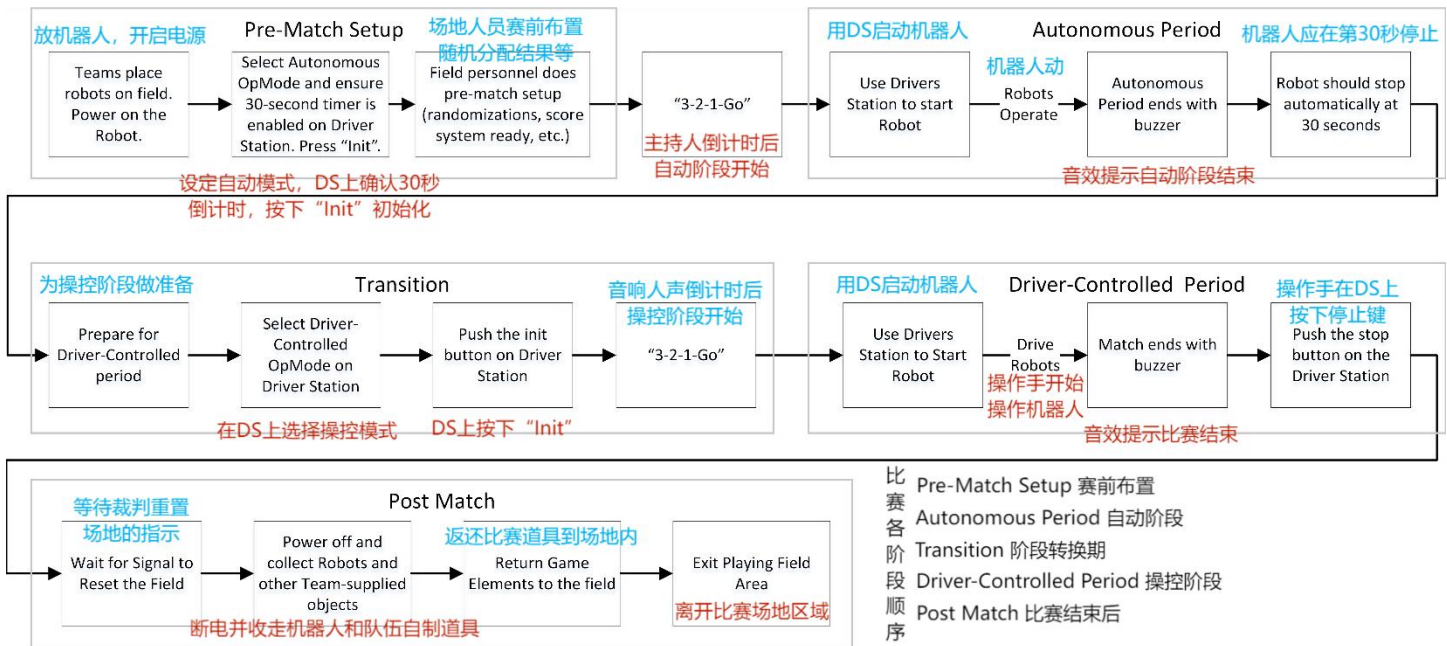 放机器人，开启电源
Pre-Match Setup
场地人员赛前布置
随机分配结果等
Teams place
robots on field.
Power on the
Robot.
Select Autonomous
OpMode and ensure
30-second timer is
enabled on Driver
Station. Press “Init”.
Field personnel does
pre-match setup
(randomizations, score
system ready, etc.)
设定自动模式，DS上确认30秒
倒计时，按下“Init”初始化
“3-2-1-Go”
主持人倒计时后
自动阶段开始
用DS启动机器人
Autonomous Period
机器人应在第30秒停止
Use Drivers
Station to start
Robot
机器人动
Robots
Operate
Autonomous
Period ends with
buzzer
Robot should stop
automatically at
30 seconds
音效提示自动阶段结束
为操控阶段做准备
Transition
音响人声倒计时后
操控阶段开始
Prepare for
Driver-Controlled
period
Select Driver-
Controlled
OpMode on
Driver Station
Push the init
button on Driver
Station
“3-2-1-Go”
在DS上选择操控模式
DS上按下“Init”
用DS启动机器人
Driver-Controlled Period
操作手在DS上
按下停止键
Use Drivers
Station to Start
Robot
Drive
Robots
操作手开始
操作机器人
Match ends with
buzzer
Push the stop
button on the
Driver Station
音效提示比赛结束
等待裁判重置
场地的指示
Post Match
返还比赛道具到场地内
Wait for Signal to
Reset the Field
Power off and
collect Robots and
other Team-supplied
objects
Return Game
Elements to the field
Exit Playing Field
Area
离开比赛场地区域
断电并收走机器人和队伍自制道具
比赛各阶段顺序
Pre-Match Setup 赛前布置
Autonomous Period 自动阶段
Transition 阶段转换期
Driver-Controlled Period 操控阶段
Post Match 比赛结束后